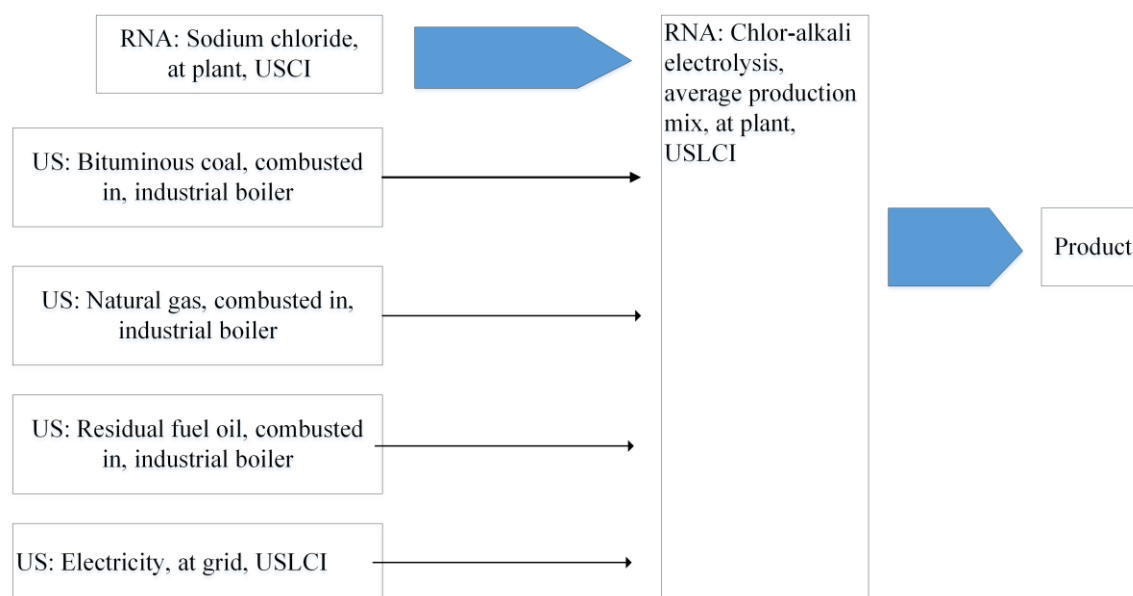 RNA: Sodium chloride,
at plant, USCI
RNA: Chlor-alkali
electrolysis,
average production
mix, at plant,
USLCI
US: Bituminous coal, combusted
in, industrial boiler
US: Natural gas, combusted in,
industrial boiler
US: Residual fuel oil, combusted
in, industrial boiler
US: Electricity, at grid, USLCI
Product